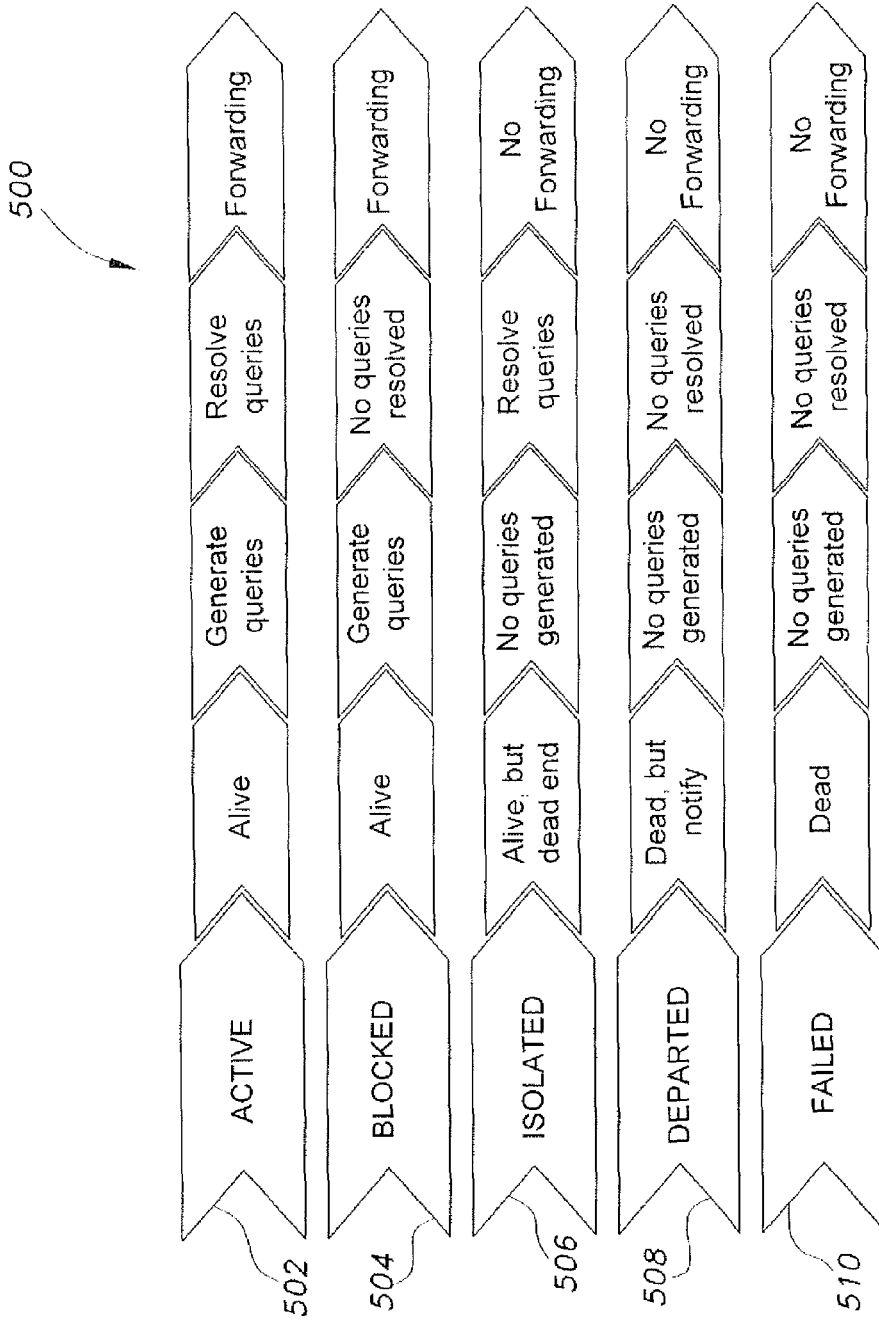 500
502
ACTIVE
Alive
Generate
queries
Resolve
queries
Forwarding
504
BLOCKED
Alive
Generate
queries
No queries
resolved
Forwarding
506
ISOLATED
Alive, but
dead end
No queries
generated
Resolve
queries
No
Forwarding
508
DEPARTED
Dead, but
notify
No queries
generated
No queries
resolved
No
Forwarding
510
FAILED
Dead
No queries
generated
No queries
resolved
No
Forwarding